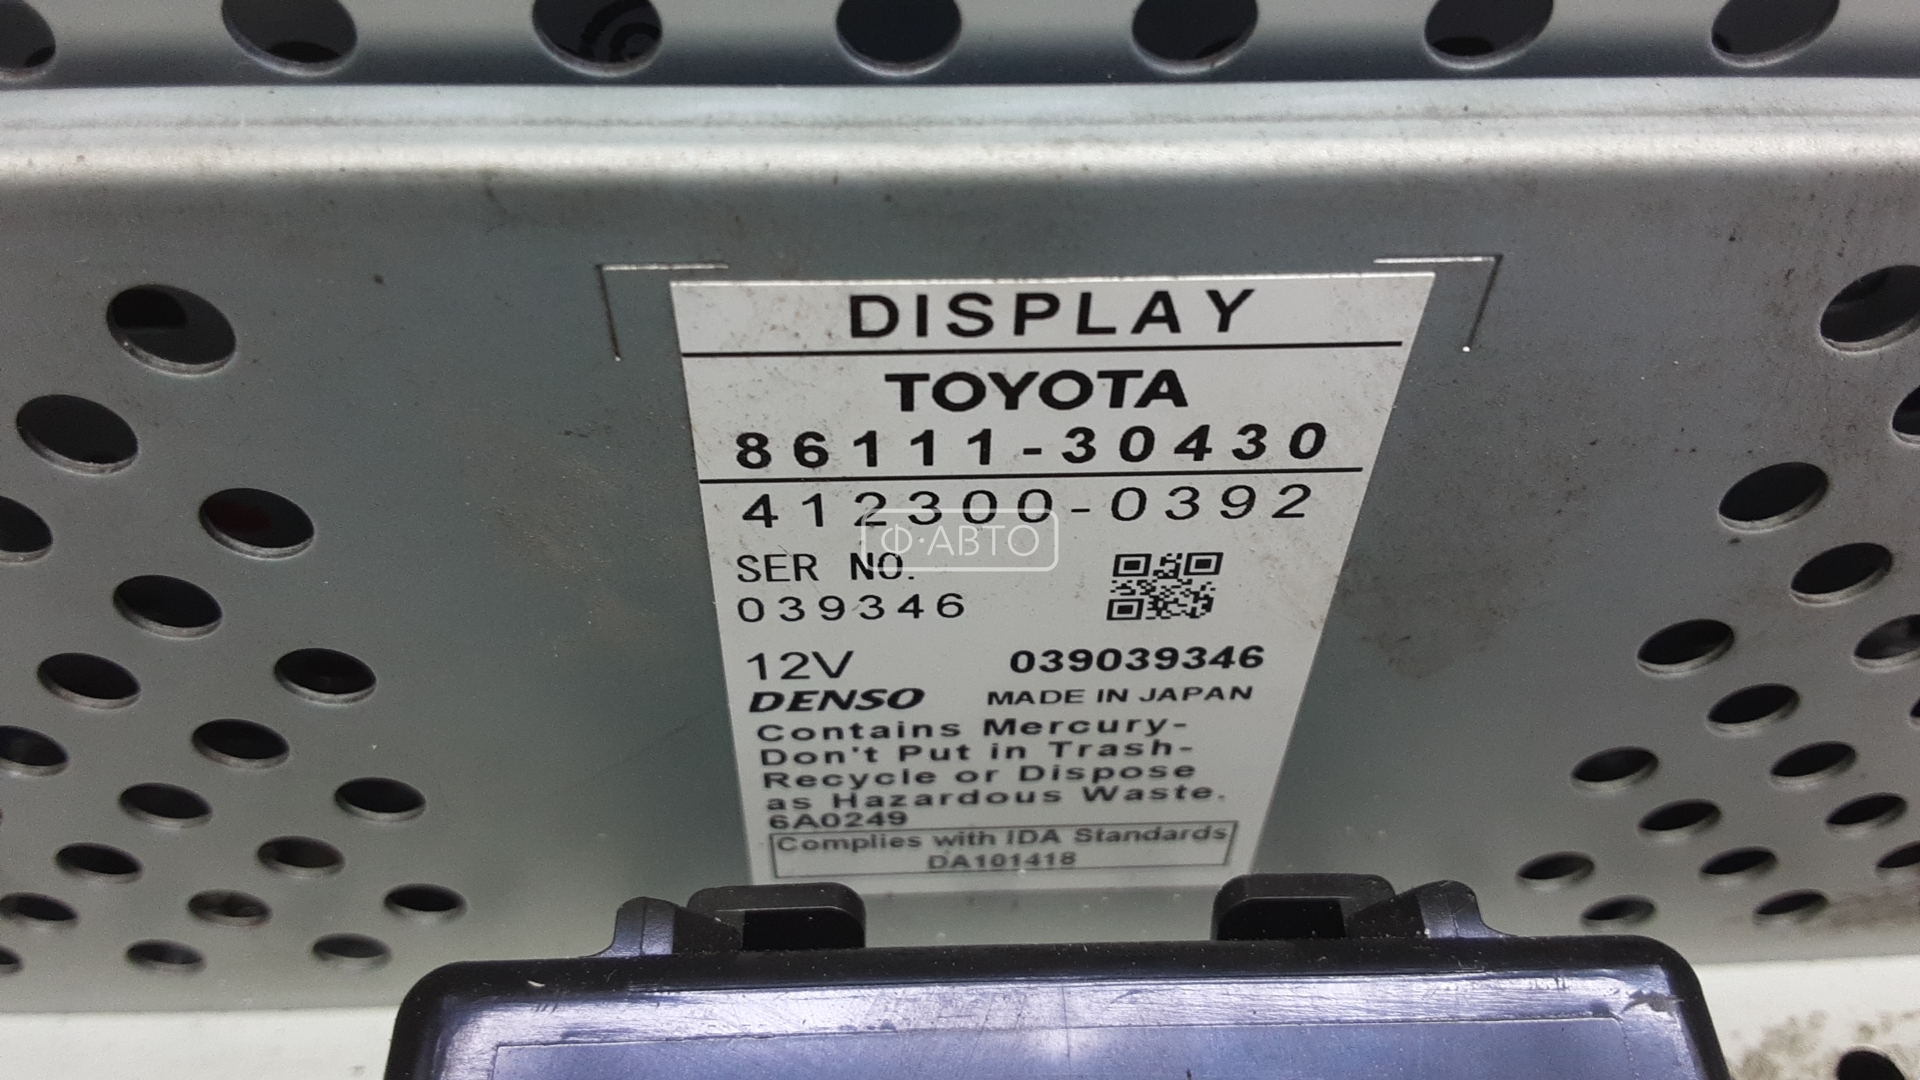 DISPLAY
TOYOTA
86111-30430
412300-0392
Ф·АВТО
SER NO.
039346
12V 039039346
DENSO MADE IN JAPAN
Contains Mercury-
Don't Put in Trash-
Recycle or Dispose
as Hazardous Waste.
6A0249
Complies with IDA Standards
DA101418